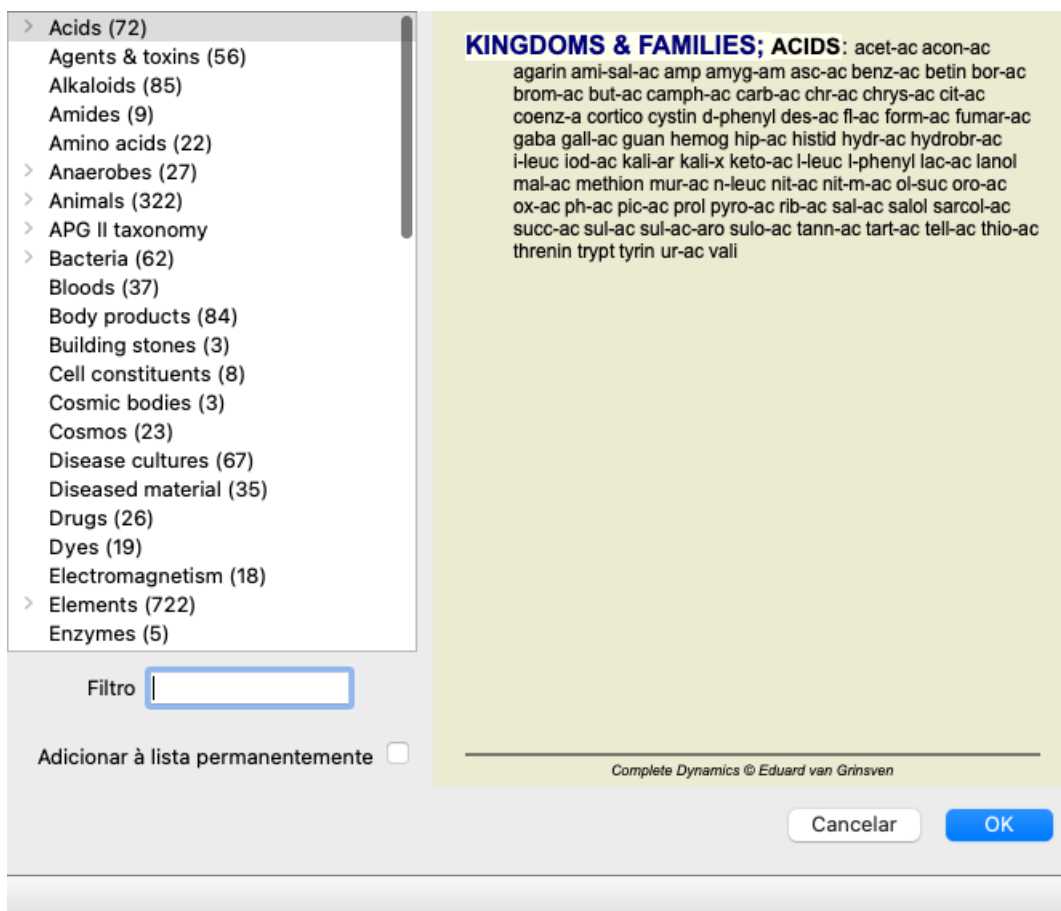 Acids (72)
Agents & toxins (56)
Alkaloids (85)
Amides (9)
Amino acids (22)
Anaerobes (27)
Animals (322)
APG II taxonomy
Bacteria (62)
Bloods (37)
Body products (84)
Building stones (3)
Cell constituents (8)
Cosmic bodies (3)
Cosmos (23)
Disease cultures (67)
Diseased material (35)
Drugs (26)
Dyes (19)
Electromagnetism (18)
Elements (722)
Enzymes (5)
Filtro
Adicionar à lista permanentemente
KINGDOMS & FAMILIES; ACIDS: acet-ac acon-ac
agarin ami-sal-ac amp amyg-am asc-ac benz-ac betin bor-ac
brom-ac but-ac camph-ac carb-ac chr-ac chrys-ac cit-ac
coenz-a cortico cystin d-phenyl des-ac fl-ac form-ac fumar-ac
gaba gall-ac guan hemog hip-ac histid hydr-ac hydrobr-ac
i-leuc iod-ac kali-ar kali-x keto-ac l-leuc l-phenyl lac-ac lanol
mal-ac methion mur-ac n-leuc nit-ac nit-m-ac ol-suc oro-ac
ox-ac ph-ac pic-ac prol pyro-ac rib-ac sal-ac salol sarcol-ac
succ-ac sul-ac sul-ac-aro sulo-ac tann-ac tart-ac tell-ac thio-ac
threnin trypt tyrin ur-ac vali
Complete Dynamics © Eduard van Grinsven
Cancelar
OK